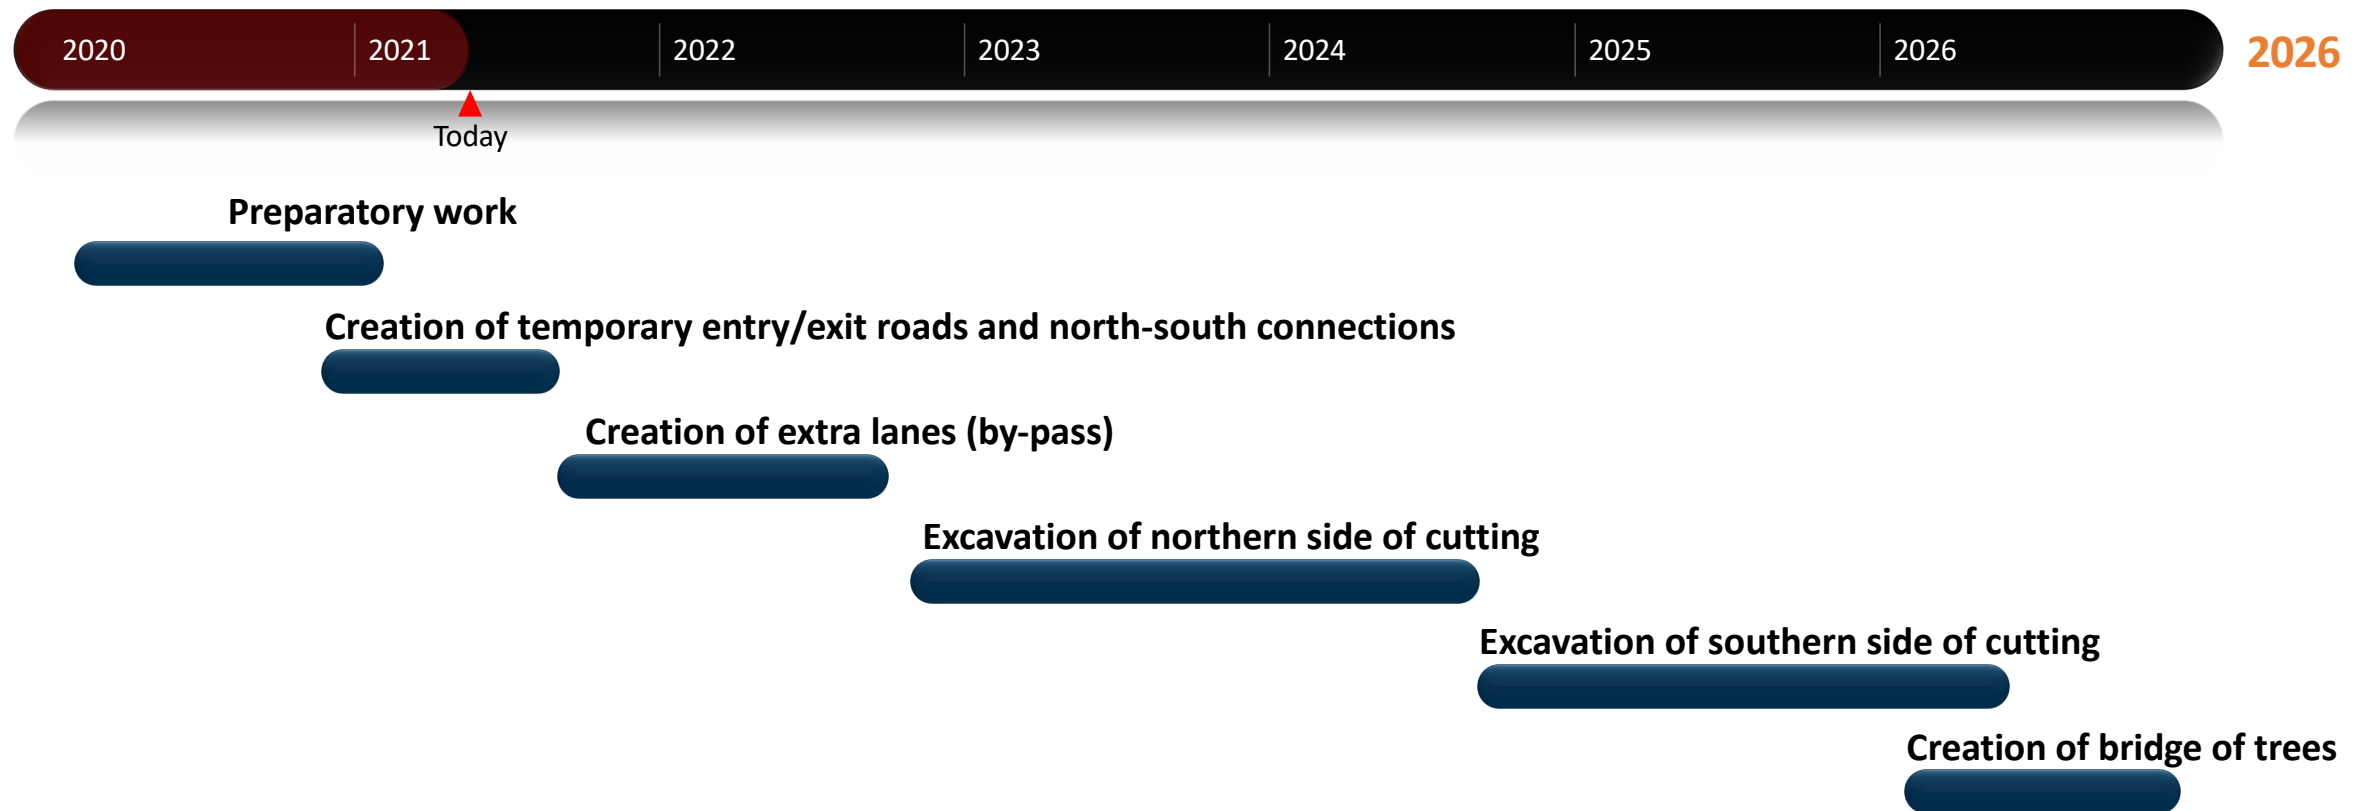 2020 2021 2022 2023 2024 2025 2026 2026
Today
Preparatory work
Creation of temporary entry/exit roads and north-south connections
Creation of extra lanes (by-pass)
Excavation of northern side of cutting
Excavation of southern side of cutting
Creation of bridge of trees